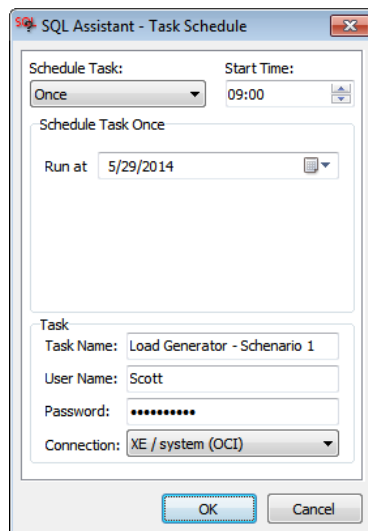 SQL Assistant - Task Schedule
Schedule Task:
Start Time:
Once
09:00
Schedule Task Once
Run at 5/29/2014
Task
Task Name: Load Generator - Schenario 1
User Name: Scott
Password: ••••••••••
Connection: XE / system (OCI)
OK
Cancel